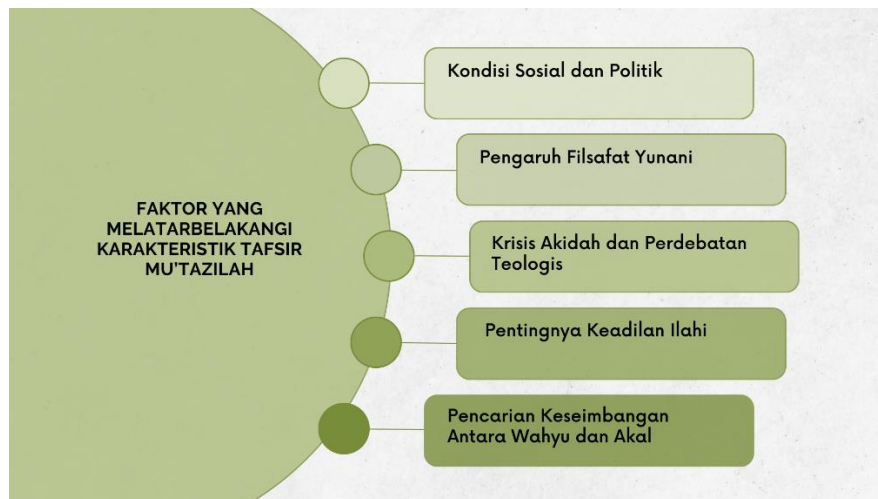 FAKTOR YANG
MELATARBELAKANGI
KARAKTERISTIK TAFSIR
MU'TAZILAH
Kondisi Sosial dan Politik
Pengaruh Filsafat Yunani
Krisis Akidah dan Perdebatan
Teologis
Pentingnya Keadilan Ilahi
Pencarian Keseimbangan
Antara Wahyu dan Akal